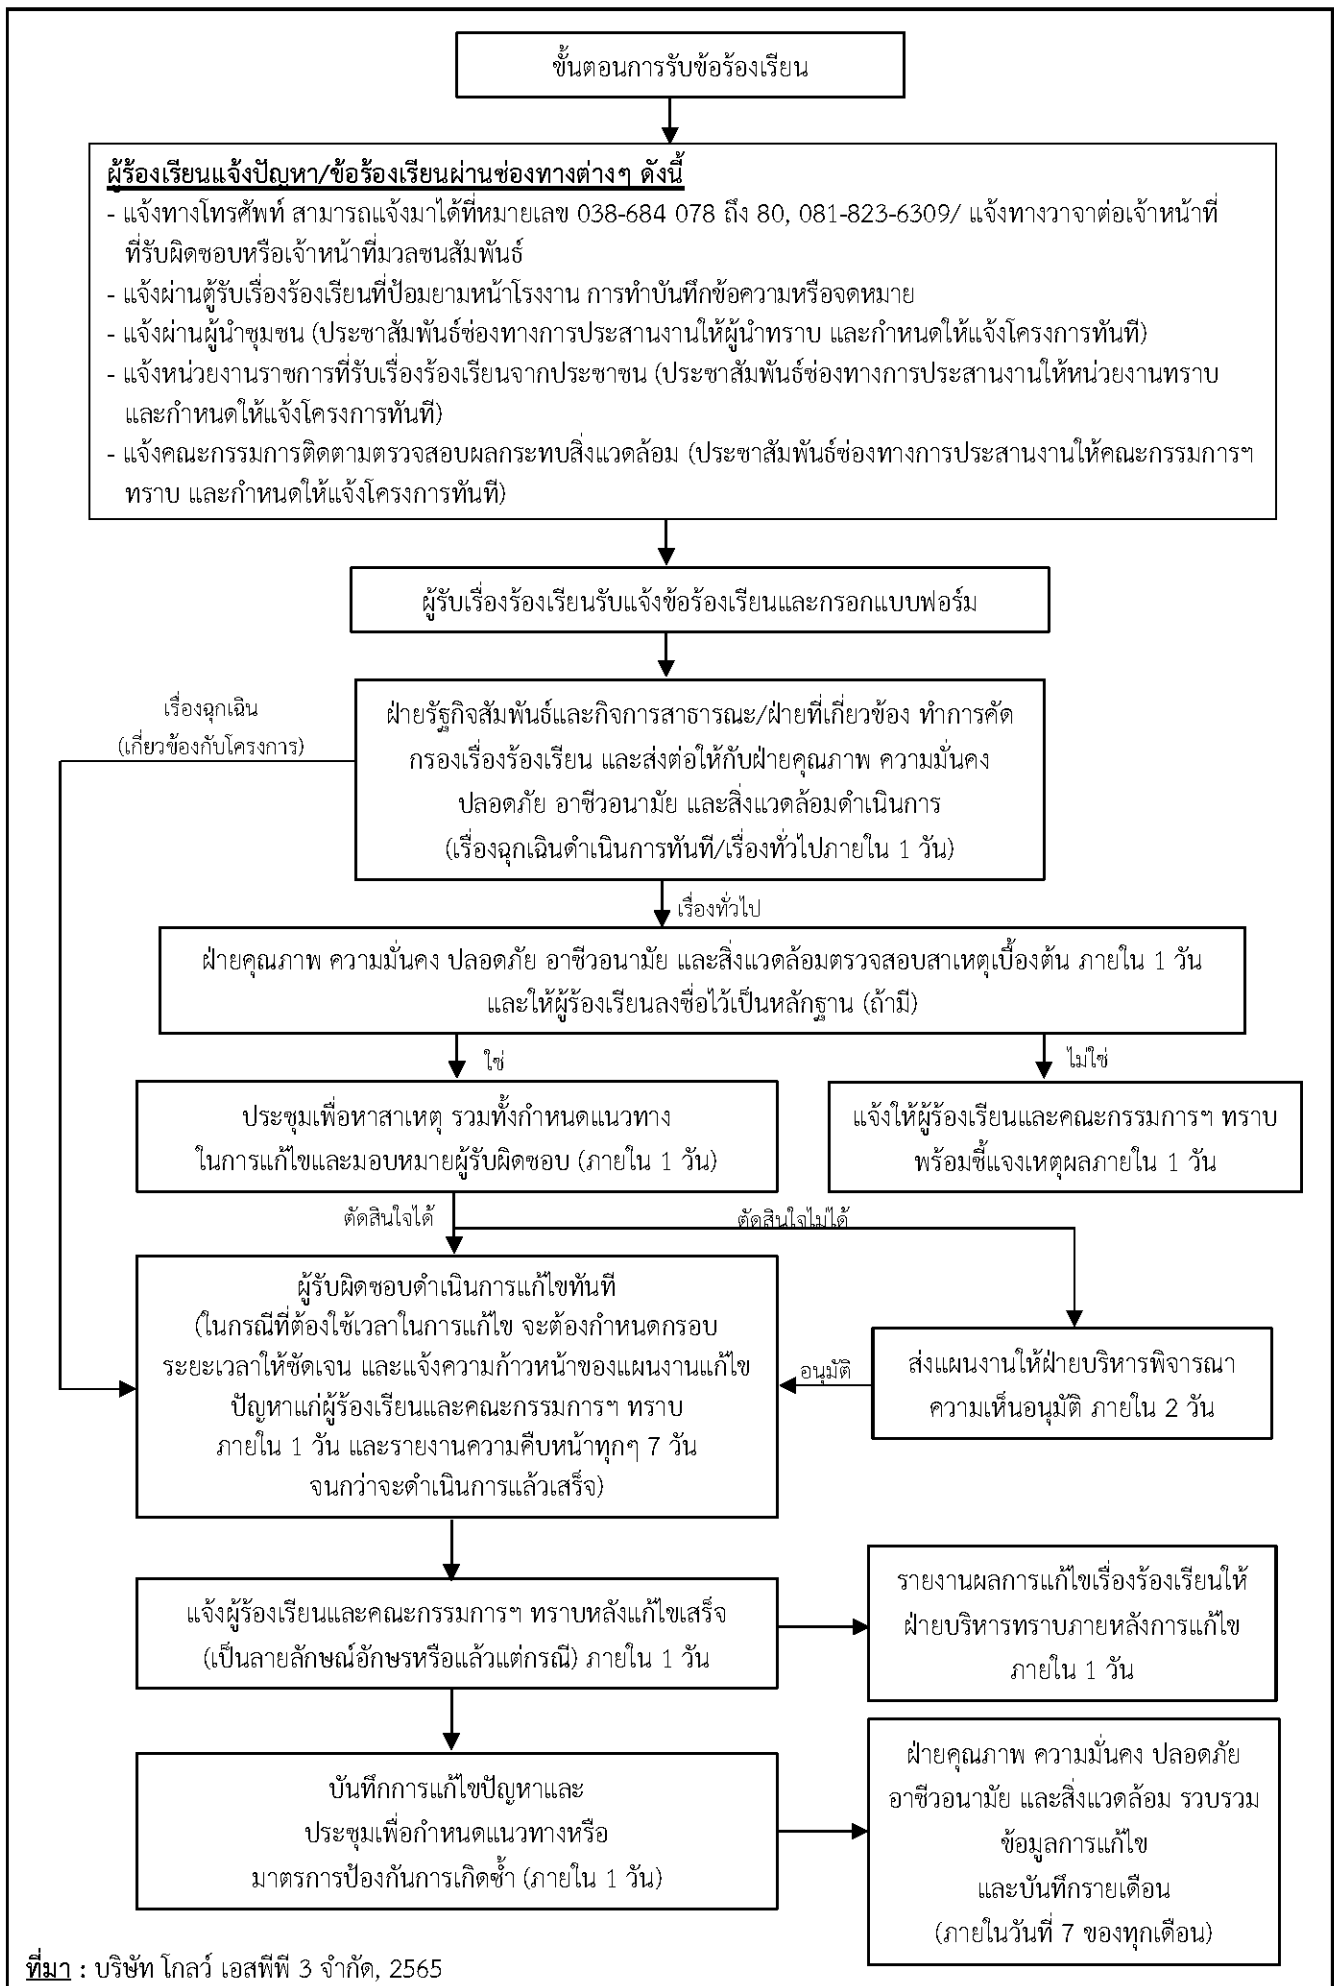 ขั้นตอนการรับข้อร้องเรียน
ผู้ร้องเรียนแจ้งปัญหา/ข้อร้องเรียนผ่านช่องทางต่างๆ ดังนี้
- แจ้งทางโทรศัพท์ สามารถแจ้งมาได้ที่หมายเลข 038-684 078 ถึง 80, 081-823-6309/ แจ้งทางวาจาต่อเจ้าหน้าที่
ที่รับผิดชอบหรือเจ้าหน้าที่มวลชนสัมพันธ์
- แจ้งผ่านตู้รับเรื่องร้องเรียนที่ป้อมยามหน้าโรงงาน การทำบันทึกข้อความหรือจดหมาย
- แจ้งผ่านผู้นำชุมชน (ประชาสัมพันธ์ช่องทางการประสานงานให้ผู้นำทราบ และกำหนดให้แจ้งโครงการทันที)
- แจ้งหน่วยงานราชการที่รับเรื่องร้องเรียนจากประชาชน (ประชาสัมพันธ์ช่องทางการประสานงานให้หน่วยงานทราบ
และกำหนดให้แจ้งโครงการทันที)
- แจ้งคณะกรรมการติดตามตรวจสอบผลกระทบสิ่งแวดล้อม (ประชาสัมพันธ์ช่องทางการประสานงานให้คณะกรรมการฯ
ทราบ และกำหนดให้แจ้งโครงการทันที)
ผู้รับเรื่องร้องเรียนรับแจ้งข้อร้องเรียนและกรอกแบบฟอร์ม
เรื่องฉุกเฉิน
(เกี่ยวข้องกับโครงการ)
ฝ่ายรัฐกิจสัมพันธ์และกิจการสาธารณะ/ฝ่ายที่เกี่ยวข้อง ทำการคัด
กรองเรื่องร้องเรียน และส่งต่อให้กับฝ่ายคุณภาพ ความมั่นคง
ปลอดภัย อาชีวอนามัย และสิ่งแวดล้อมดำเนินการ
(เรื่องฉุกเฉินดำเนินการทันที/เรื่องทั่วไปภายใน 1 วัน)
เรื่องทั่วไป
ฝ่ายคุณภาพ ความมั่นคง ปลอดภัย อาชีวอนามัย และสิ่งแวดล้อมตรวจสอบสาเหตุเบื้องต้น ภายใน 1 วัน
และให้ผู้ร้องเรียนลงชื่อไว้เป็นหลักฐาน (ถ้ามี)
ใช่
ไม่ใช่
ประชุมเพื่อหาสาเหตุ รวมทั้งกำหนดแนวทาง
ในการแก้ไขและมอบหมายผู้รับผิดชอบ (ภายใน 1 วัน)
แจ้งให้ผู้ร้องเรียนและคณะกรรมการฯ ทราบ
พร้อมชี้แจงเหตุผลภายใน 1 วัน
ตัดสินใจได้
ตัดสินใจไม่ได้
ผู้รับผิดชอบดำเนินการแก้ไขทันที
(ในกรณีที่ต้องใช้เวลาในการแก้ไข จะต้องกำหนดกรอบ
ระยะเวลาให้ชัดเจน และแจ้งความก้าวหน้าของแผนงานแก้ไข
ปัญหาแก่ผู้ร้องเรียนและคณะกรรมการฯ ทราบ
ภายใน 1 วัน และรายงานความคืบหน้าทุกๆ 7 วัน
จนกว่าจะดำเนินการแล้วเสร็จ)
อนุมัติ
ส่งแผนงานให้ฝ่ายบริหารพิจารณา
ความเห็นอนุมัติ ภายใน 2 วัน
แจ้งผู้ร้องเรียนและคณะกรรมการฯ ทราบหลังแก้ไขเสร็จ
(เป็นลายลักษณ์อักษรหรือแล้วแต่กรณี) ภายใน 1 วัน
รายงานผลการแก้ไขเรื่องร้องเรียนให้
ฝ่ายบริหารทราบภายหลังการแก้ไข
ภายใน 1 วัน
บันทึกการแก้ไขปัญหาและ
ประชุมเพื่อกำหนดแนวทางหรือ
มาตรการป้องกันการเกิดซ้ำ (ภายใน 1 วัน)
ฝ่ายคุณภาพ ความมั่นคง ปลอดภัย
อาชีวอนามัย และสิ่งแวดล้อม รวบรวม
ข้อมูลการแก้ไข
และบันทึกรายเดือน
(ภายในวันที่ 7 ของทุกเดือน)
ที่มา : บริษัท โกลว์ เอสพีพี 3 จำกัด, 2565